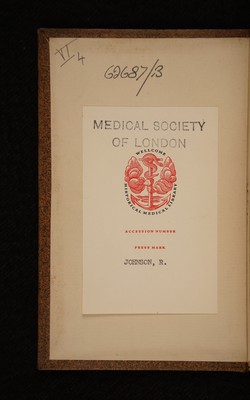 VI/4
62687/B
MEDICAL SOCIETY
OF LONDON
WELLCOME
HISTORICAL MEDICAL LIBRARY
ACCESSION NUMBER
PRESS MARK
JOHNSON, R.